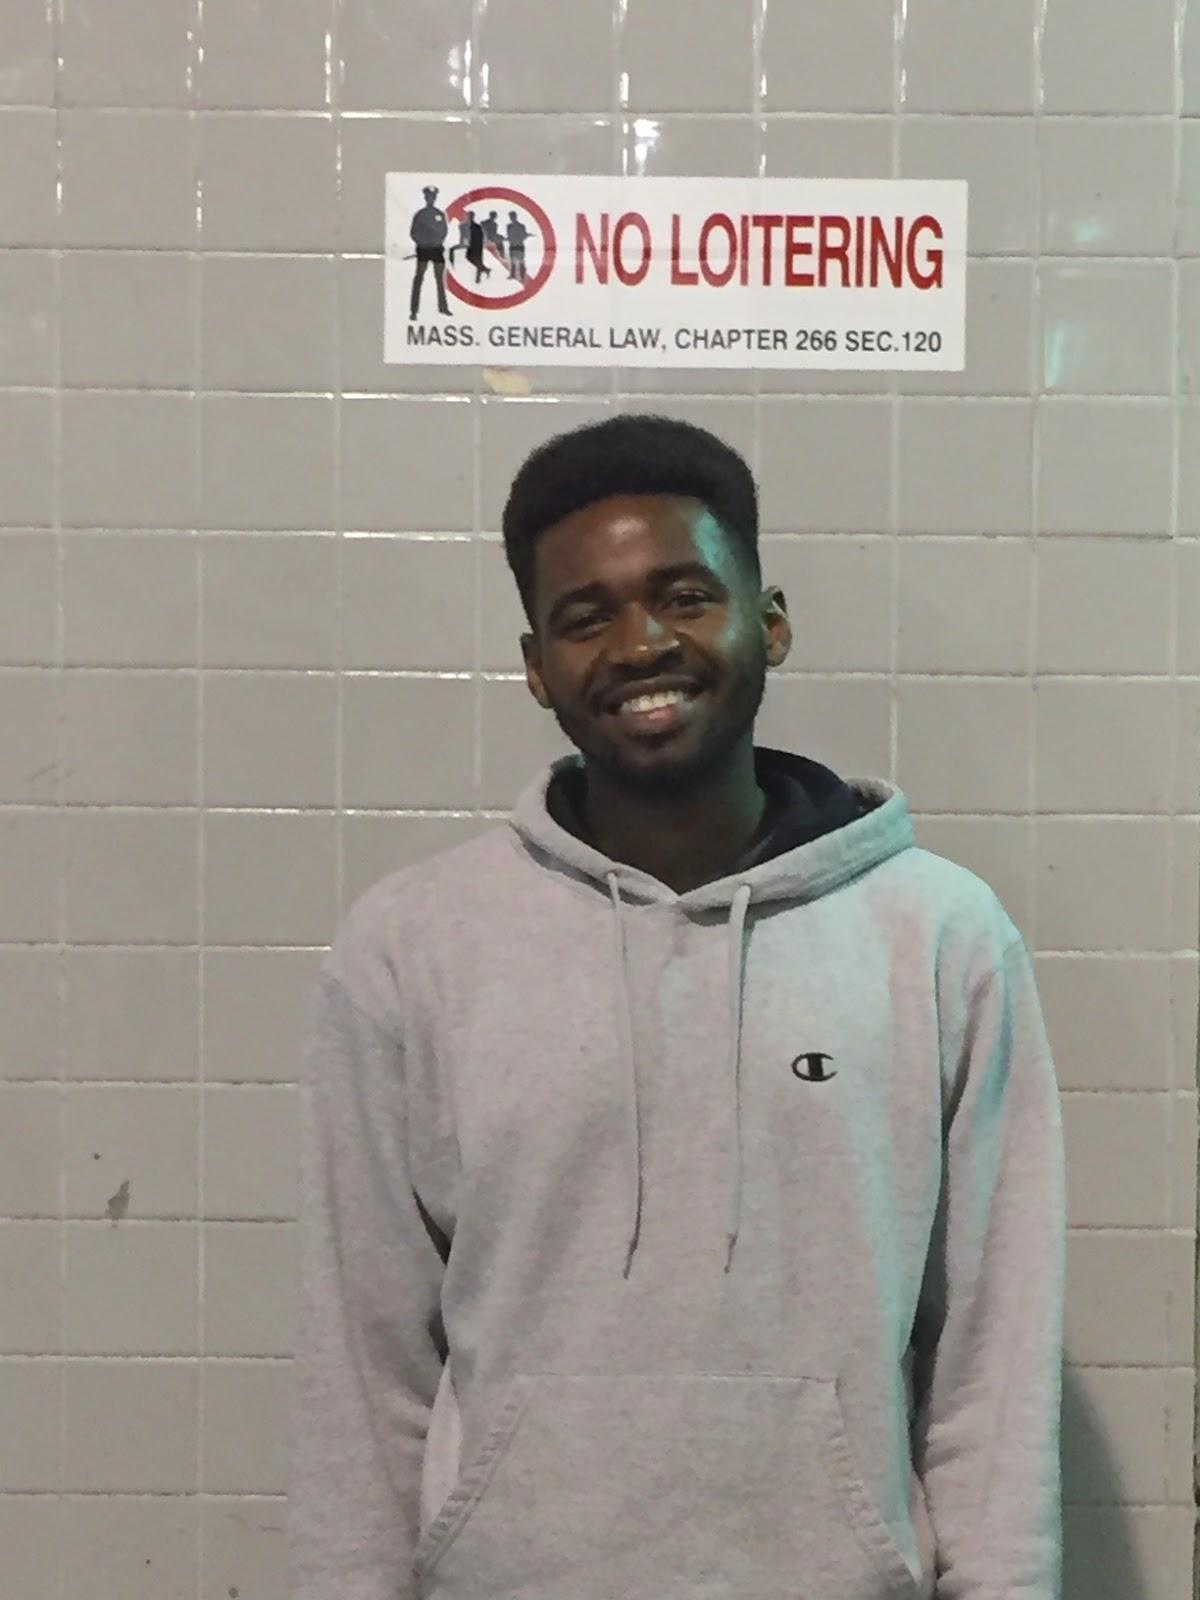 NO LOITERING
MASS. GENERAL LAW, CHAPTER 266 SEC.120